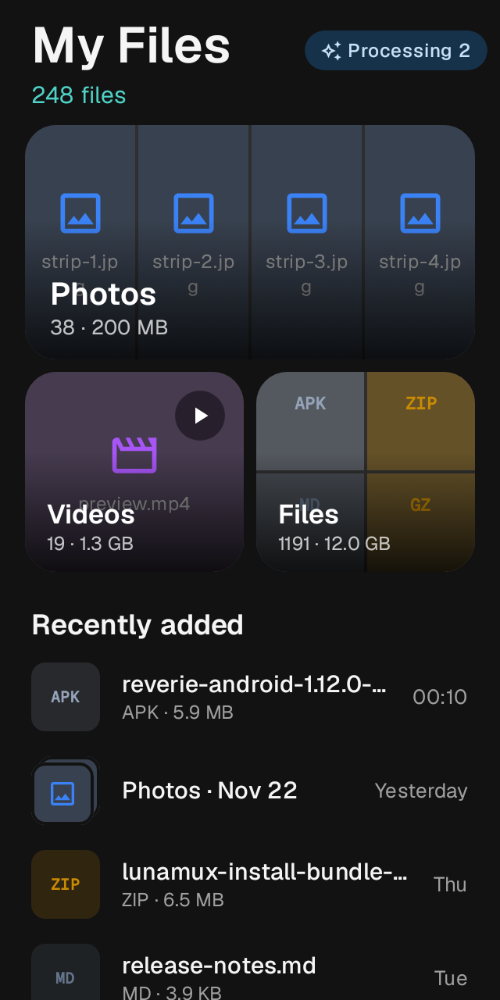 My Files
Processing 2
248 files
strip-1.jp
g
strip-2.jp
g
strip-3.jp
g
strip-4.jp
g
Photos
38 · 200 MB
preview.mp4
Videos
19 · 1.3 GB
APK
ZIP
MD
GZ
Files
1191 · 12.0 GB
Recently added
APK
reverie-android-1.12.0-...
APK · 5.9 MB
00:10
Photos · Nov 22
Yesterday
ZIP
lunamux-install-bundle-...
ZIP · 6.5 MB
Thu
MD
release-notes.md
MD · 3.9 KB
Tue